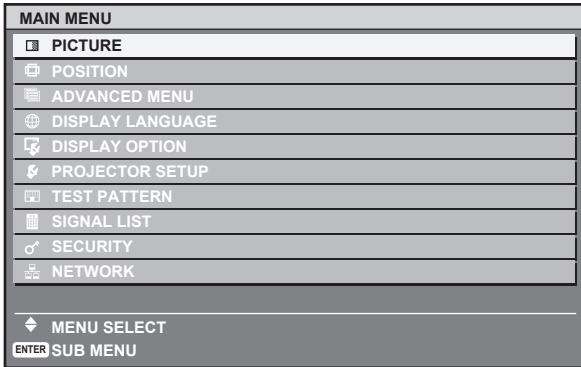 MAIN MENU
PICTURE
POSITION
ADVANCED MENU
DISPLAY LANGUAGE
DISPLAY OPTION
PROJECTOR SETUP
TEST PATTERN
SIGNAL LIST
SECURITY
NETWORK
MENU SELECT
ENTER SUB MENU